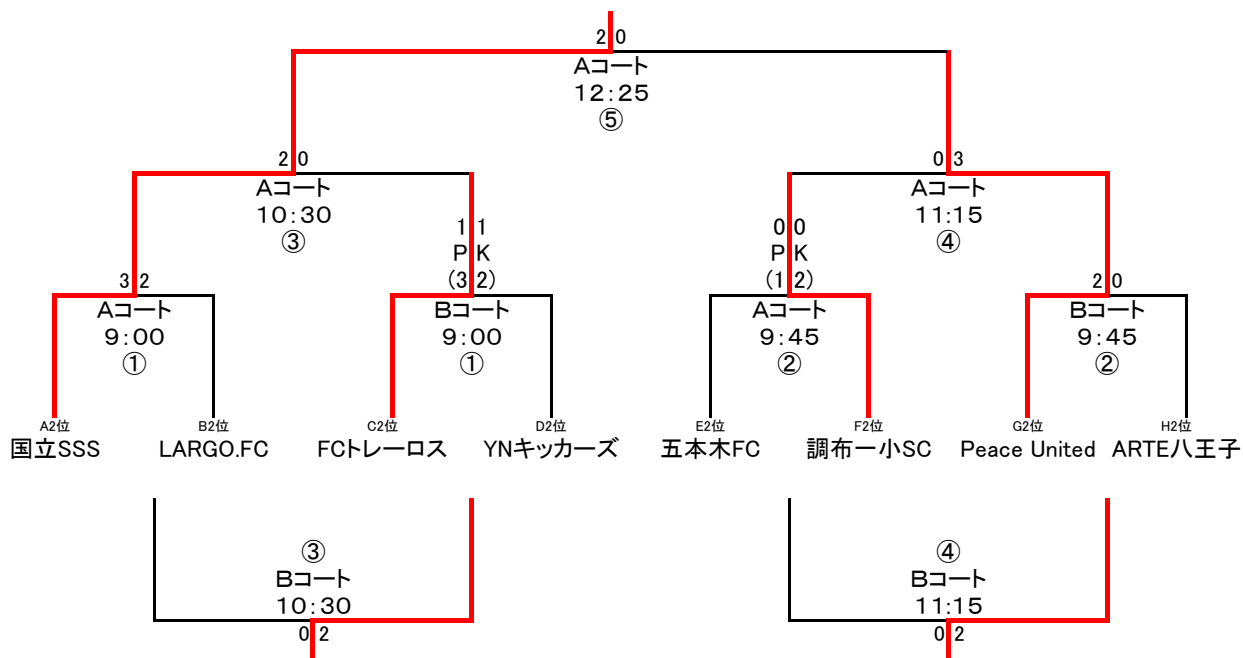 2 0
Aコート
12:25
⑤
2 0
Aコート
10:30
③
0 3
Aコート
11:15
④
3 2
Aコート
9:00
①
1 1
P K
(3 2)
Bコート
9:00
①
0 0
P K
(1 2)
Aコート
9:45
②
2 0
Bコート
9:45
②
A2位
国立SSS
B2位
LARGO.FC
C2位
FCトレーロス
D2位
YNキッカーズ
E2位
五本木FC
F2位
調布一小SC
G2位
Peace United
H2位
ARTE八王子
③
Bコート
10:30
0 2
④
Bコート
11:15
0 2